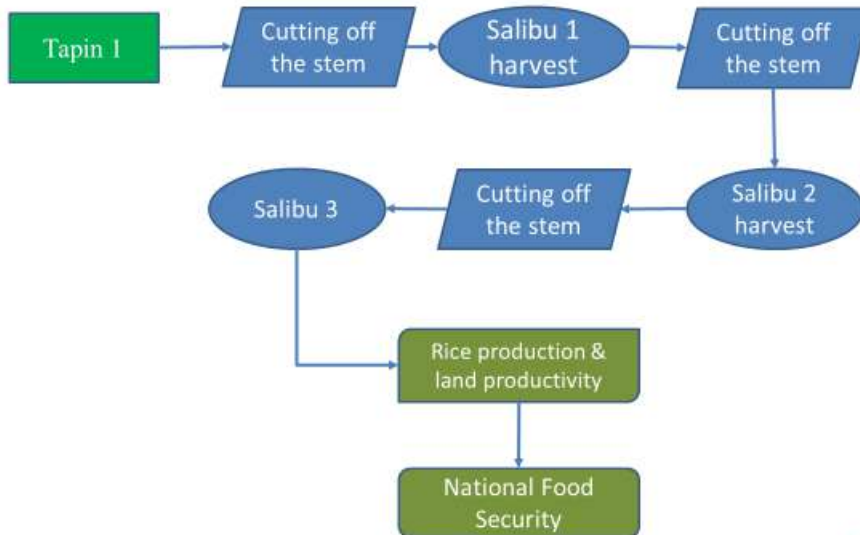 Tapin 1
Cutting off
the stem
Salibu 1
harvest
Cutting off
the stem
Salibu 2
harvest
Cutting off
the stem
Salibu 3
Rice production &
land productivity
National Food
Security